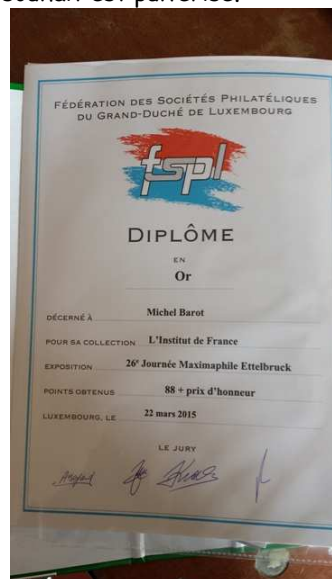 FÉDÉRATION DES SOCIÉTÉS PHILATÉLIQUES
DU GRAND-DUCHÉ DE LUXEMBOURG
fspl
DIPLÔME
EN
Or
DÉCERNÉ À Michel Barot
POUR SA COLLECTION L'Institut de France
EXPOSITION 26e Journée Maximaphile Ettelbruck
POINTS OBTENUS 88 + prix d'honneur
LUXEMBOURG, LE 22 mars 2015
LE JURY